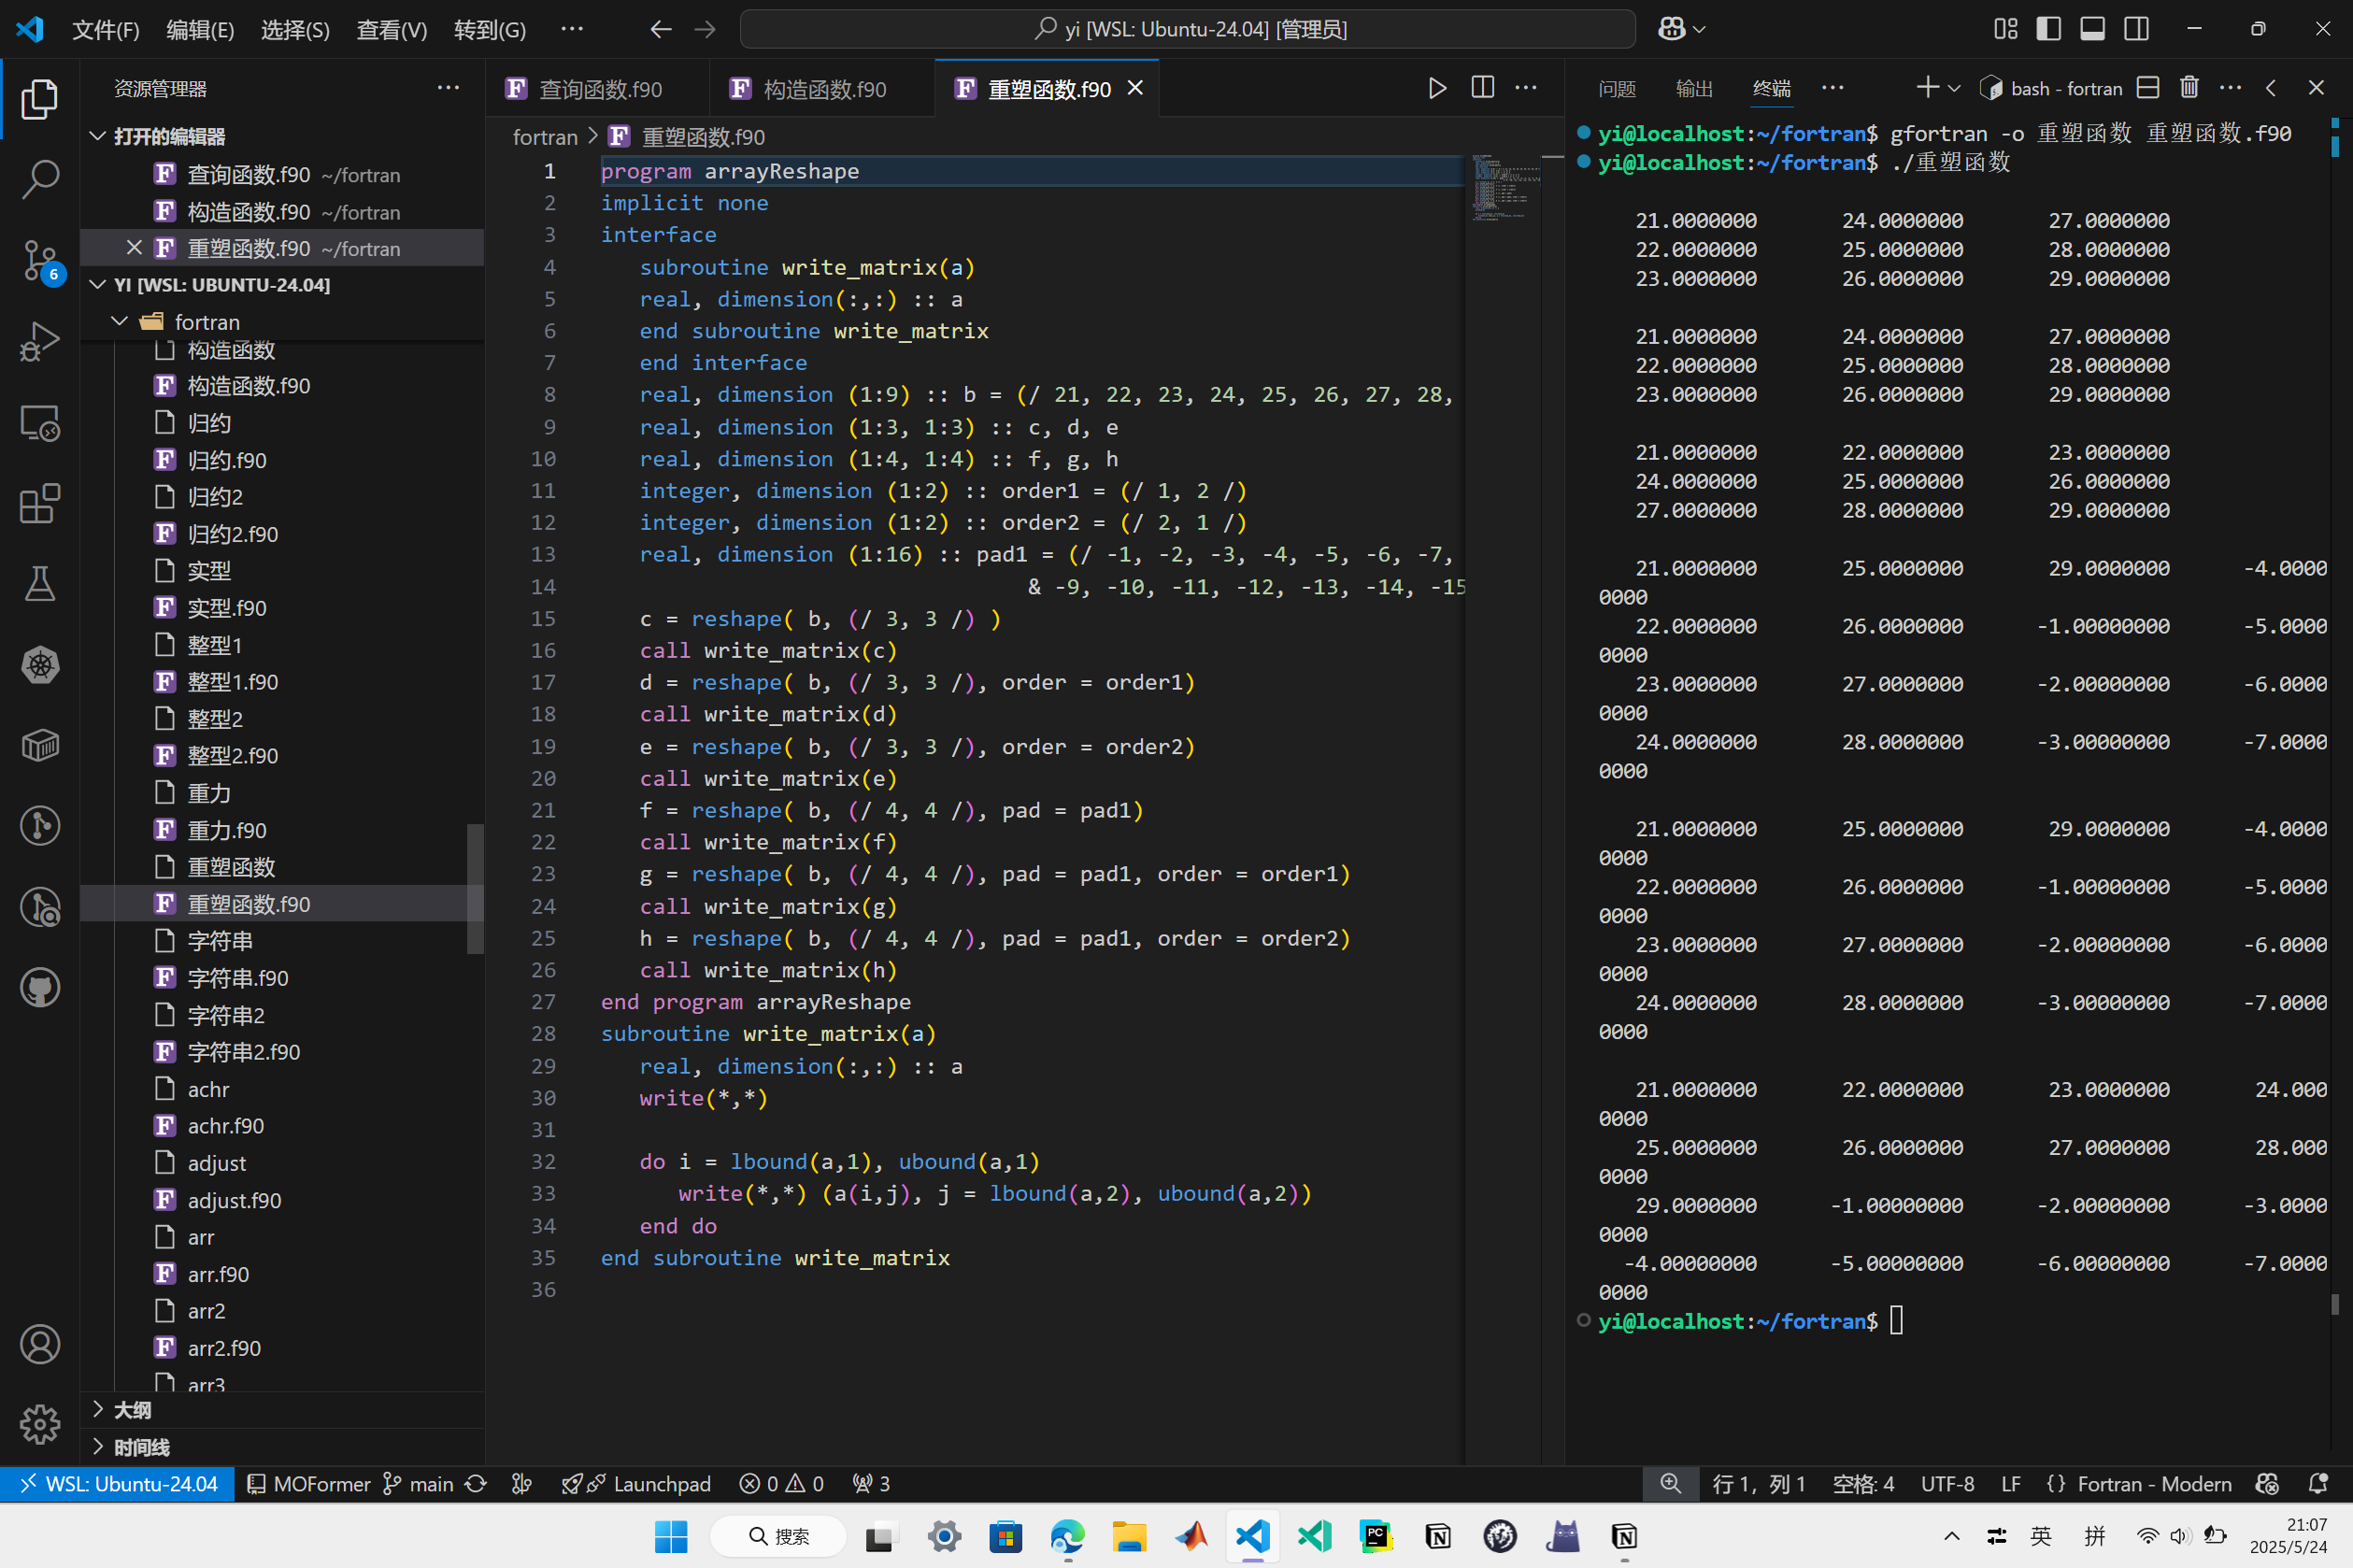 文件(F) 编辑(E) 选择(S) 查看(V) 转到(G) ···
yi [WSL: Ubuntu-24.04] [管理员]
资源管理器
打开的编辑器
查询函数.f90 ~/fortran
构造函数.f90 ~/fortran
重塑函数.f90 ~/fortran
6
YI [WSL: UBUNTU-24.04]
fortran
构造函数
构造函数.f90
归约
归约.f90
归约2
归约2.f90
实型
实型.f90
整型1
整型1.f90
整型2
整型2.f90
重力
重力.f90
重塑函数
重塑函数.f90
字符串
字符串.f90
字符串2
字符串2.f90
achr
achr.f90
adjust
adjust.f90
arr
arr.f90
arr2
arr2.f90
arr3
大纲
时间线
查询函数.f90 构造函数.f90 重塑函数.f90
fortran > 重塑函数.f90
1 program arrayReshape
2 implicit none
3 interface
4 subroutine write_matrix(a)
5 real, dimension(:,:) :: a
6 end subroutine write_matrix
7 end interface
8 real, dimension (1:9) :: b = (/ 21, 22, 23, 24, 25, 26, 27, 28,
9 real, dimension (1:3, 1:3) :: c, d, e
10 real, dimension (1:4, 1:4) :: f, g, h
11 integer, dimension (1:2) :: order1 = (/ 1, 2 /)
12 integer, dimension (1:2) :: order2 = (/ 2, 1 /)
13 real, dimension (1:16) :: pad1 = (/ -1, -2, -3, -4, -5, -6, -7,
14 & -9, -10, -11, -12, -13, -14, -15
15 c = reshape( b, (/ 3, 3 /) )
16 call write_matrix(c)
17 d = reshape( b, (/ 3, 3 /), order = order1)
18 call write_matrix(d)
19 e = reshape( b, (/ 3, 3 /), order = order2)
20 call write_matrix(e)
21 f = reshape( b, (/ 4, 4 /), pad = pad1)
22 call write_matrix(f)
23 g = reshape( b, (/ 4, 4 /), pad = pad1, order = order1)
24 call write_matrix(g)
25 h = reshape( b, (/ 4, 4 /), pad = pad1, order = order2)
26 call write_matrix(h)
27 end program arrayReshape
28 subroutine write_matrix(a)
29 real, dimension(:,:) :: a
30 write(*,*)
31
32 do i = lbound(a,1), ubound(a,1)
33 write(*,*) (a(i,j), j = lbound(a,2), ubound(a,2))
34 end do
35 end subroutine write_matrix
36
问题 输出 终端 ··· bash - fortran
yi@localhost:~/fortran$ gfortran -o 重塑函数 重塑函数.f90
yi@localhost:~/fortran$ ./重塑函数
21.0000000 24.0000000 27.0000000
22.0000000 25.0000000 28.0000000
23.0000000 26.0000000 29.0000000
21.0000000 24.0000000 27.0000000
22.0000000 25.0000000 28.0000000
23.0000000 26.0000000 29.0000000
21.0000000 22.0000000 23.0000000
24.0000000 25.0000000 26.0000000
27.0000000 28.0000000 29.0000000
21.0000000 25.0000000 29.0000000 -4.0000
0000
22.0000000 26.0000000 -1.00000000 -5.0000
0000
23.0000000 27.0000000 -2.00000000 -6.0000
0000
24.0000000 28.0000000 -3.00000000 -7.0000
0000
21.0000000 25.0000000 29.0000000 -4.0000
0000
22.0000000 26.0000000 -1.00000000 -5.0000
0000
23.0000000 27.0000000 -2.00000000 -6.0000
0000
24.0000000 28.0000000 -3.00000000 -7.0000
0000
21.0000000 22.0000000 23.0000000 24.000
0000
25.0000000 26.0000000 27.0000000 28.000
0000
29.0000000 -1.00000000 -2.00000000 -3.0000
0000
-4.00000000 -5.00000000 -6.00000000 -7.0000
0000
yi@localhost:~/fortran$
WSL: Ubuntu-24.04 MOFormer main Launchpad 0 0 3 行 1，列 1 空格: 4 UTF-8 LF {} Fortran - Modern
搜索 PC 英 拼 21:07
2025/5/24